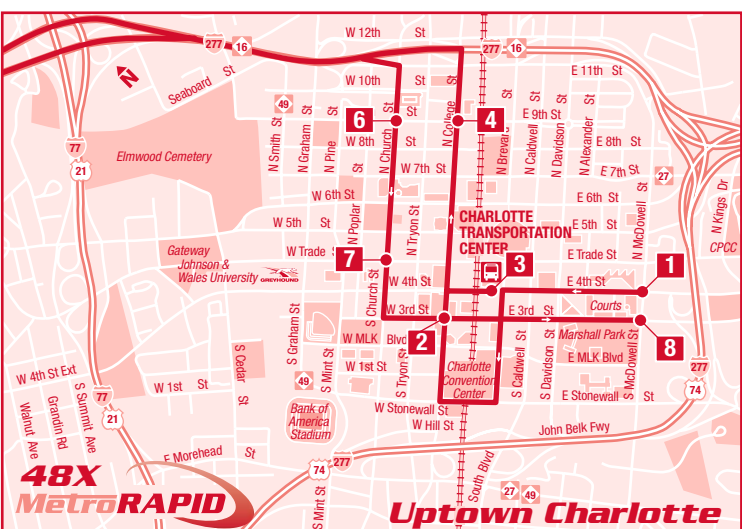 W 12th St
277
16
277
16
W 10th St
E 11th St
Seaboard St
N
49
E 9th St
6
4
N Smith St
N Graham St
N Pine St
N Church St
N College St
N Brevard
N Caldwell St
N Davidson St
N Alexander St
77
21
Elmwood Cemetery
W 8th St
E 8th St
W 7th St
E 7th St
27
W 6th St
E 6th St
N Kings Dr
W 5th St
N Poplar
N Tryon St
CHARLOTTE
TRANSPORTATION
CENTER
E 5th St
N McDowell St
CPCC
Gateway
Johnson &
Wales University
GREYHOUND
W Trade St
7
E Trade St
3
W 4th St
E 4th St
1
S Church St
W 3rd St
E 3rd St
Courts
2
8
S Graham St
S Mint St
W MLK Blvd
Marshall Park
E MLK Blvd
W 4th St Ext
S Cedar St
W 1st St
W 1st St
S Tryon St
Charlotte
Convention
Center
S Caldwell St
S Davidson St
S McDowell St
277
74
Walnut Ave
Grandin Rd
S Summit Ave
77
21
49
Bank of
America
Stadium
W Stonewall St
E Stonewall St
W Hill St
John Belk Fwy
E Morehead St
74
277
South Blvd
S Mint St
27
49
48X
MetroRAPID
Uptown Charlotte